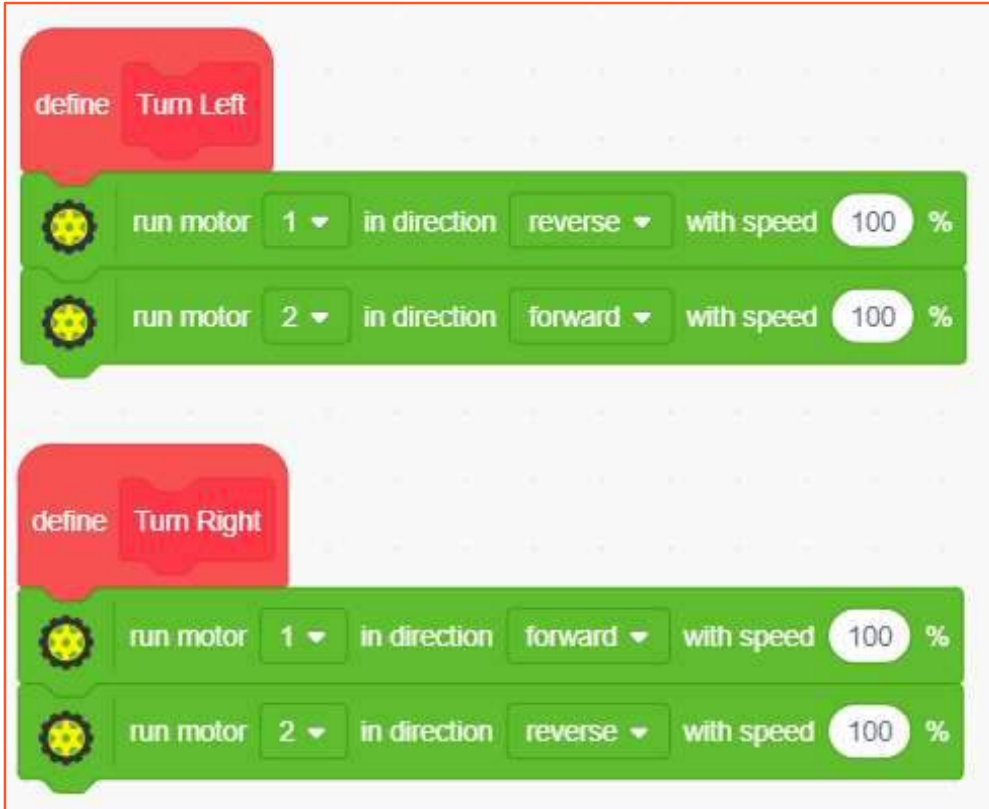 define Turn Left
run motor 1 in direction reverse with speed 100 %
run motor 2 in direction forward with speed 100 %
define Turn Right
run motor 1 in direction forward with speed 100 %
run motor 2 in direction reverse with speed 100 %